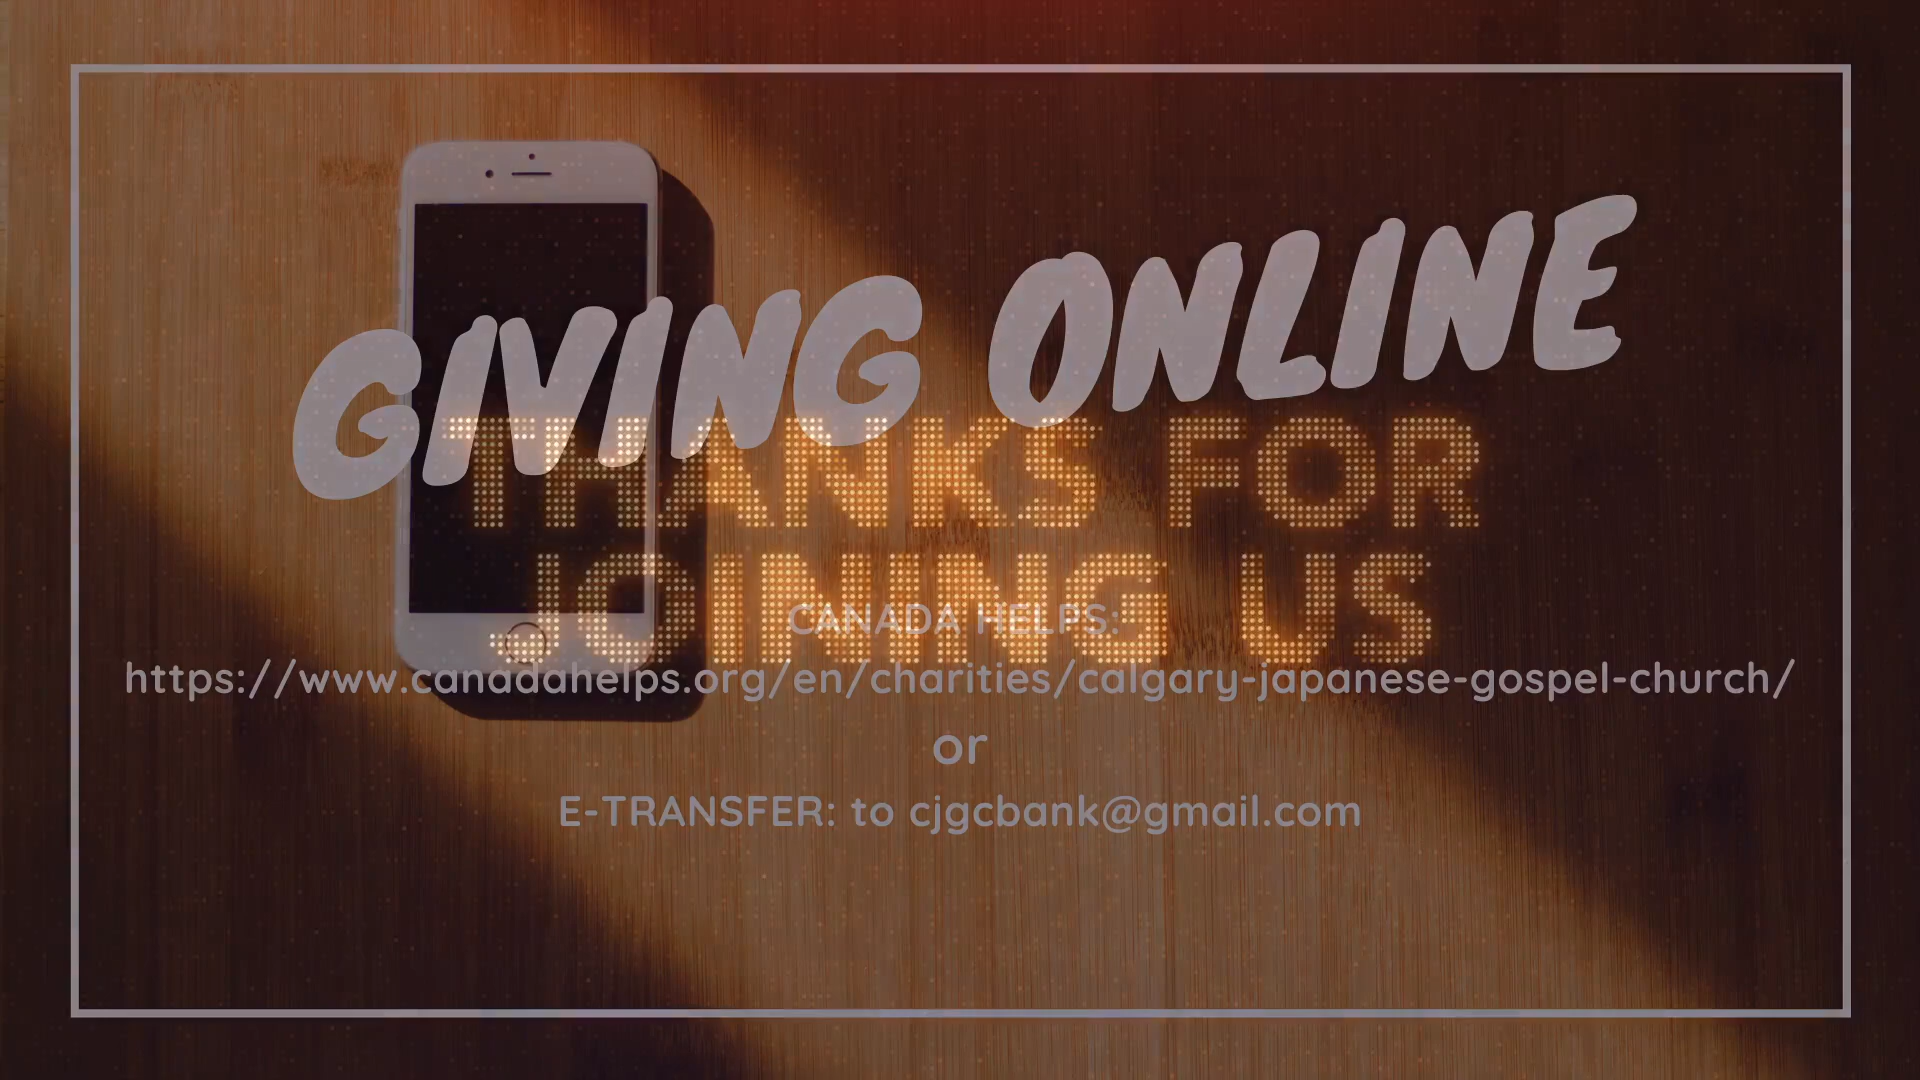 GIVING ONLINE
THANKS FOR
JOINING US
CANADA HELPS:
https://www.canadahelps.org/en/charities/calgary-japanese-gospel-church/
or
E-TRANSFER: to cjgcbank@gmail.com